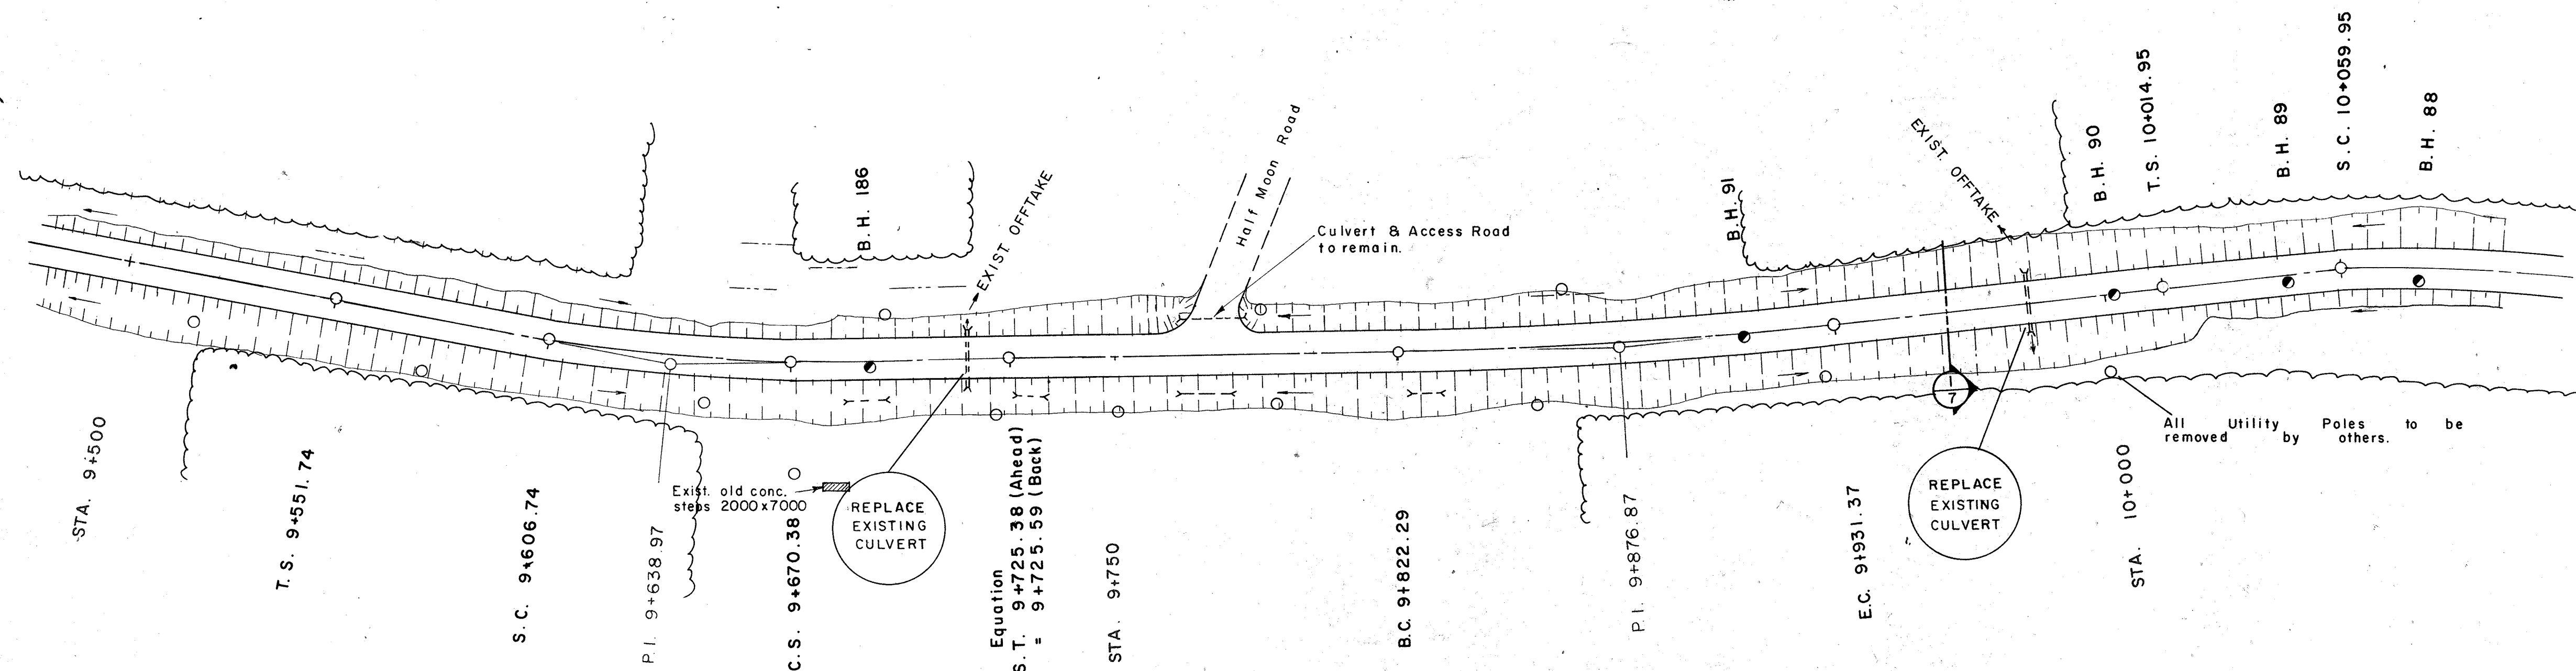 STA. 9+500
T.S. 9+551.74
S.C. 9+606.74
P.I. 9+638.97
Exist. old conc.
steps 2000x7000
C.S. 9+670.38
B.H. 186
REPLACE
EXISTING
CULVERT
EXIST. OFFTAKE
Equation
S.T. 9+725.38 (Ahead)
= 9+725.59 (Back)
STA. 9+750
Half Moon Road
Culvert & Access Road
to remain.
B.C. 9+822.29
P.I. 9+876.87
B.H. 91
E.C. 9+931.37
EXIST. OFFTAKE
1
7
REPLACE
EXISTING
CULVERT
B.H. 90
STA. 10+000
T.S. 10+014.95
All Utility Poles to be
removed by others.
B.H. 89
S.C. 10+059.95
B.H. 88